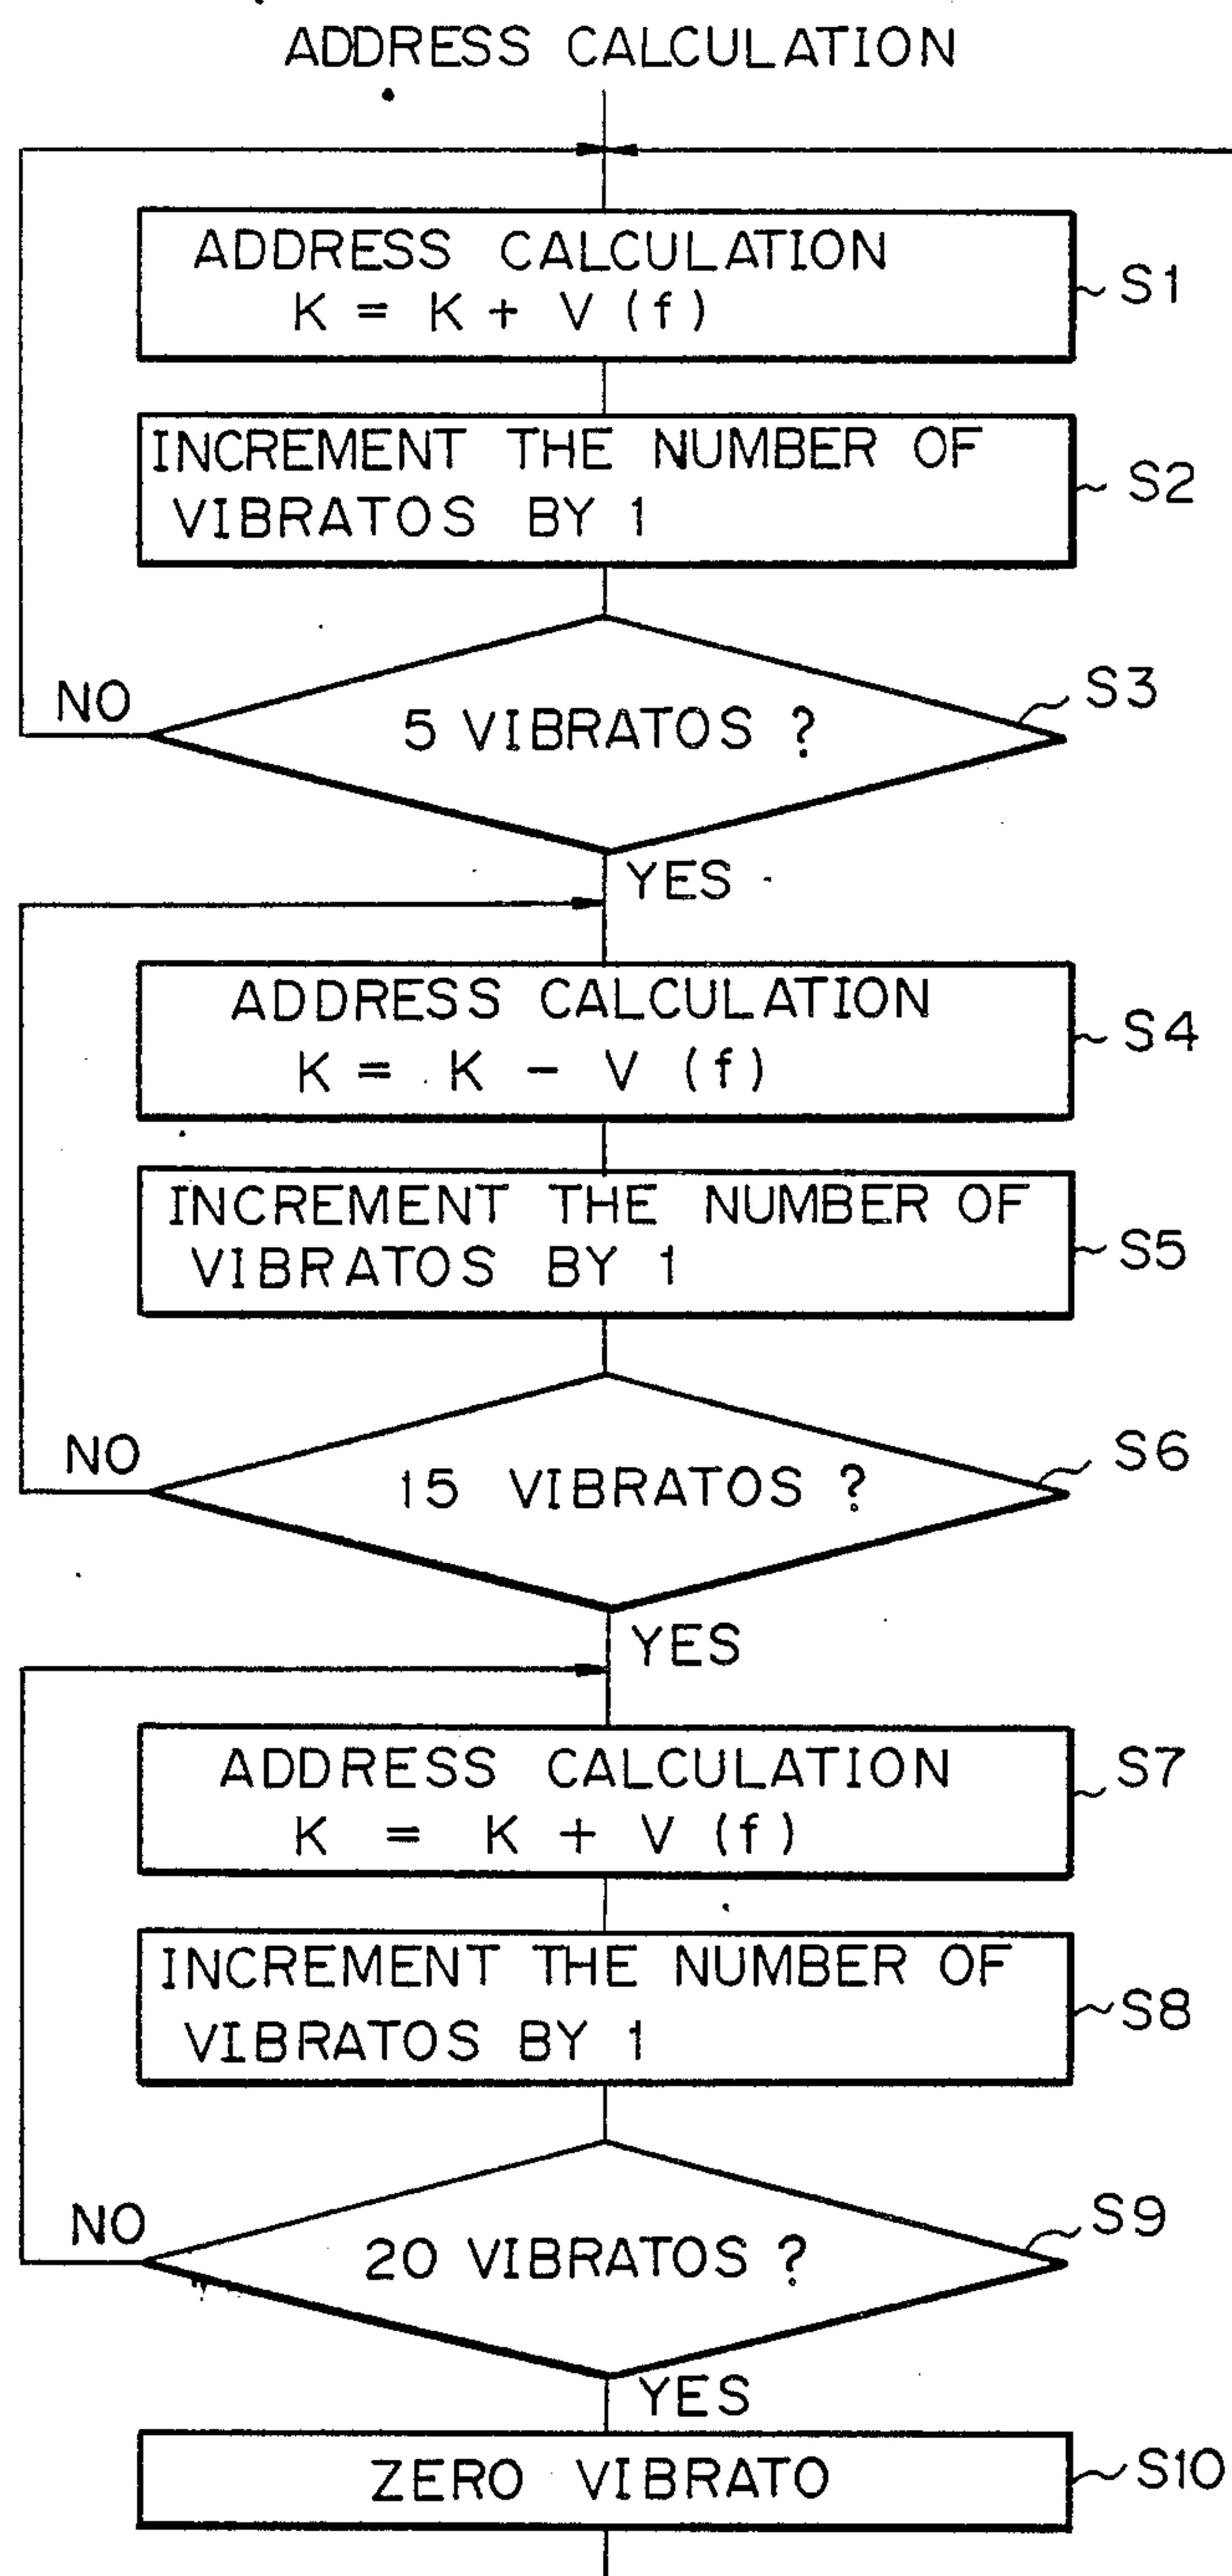 ADDRESS CALCULATION
ADDRESS CALCULATION
K = K + V (f)
S1
INCREMENT THE NUMBER OF
VIBRATOS BY 1
S2
S3
NO
5 VIBRATOS ?
YES
ADDRESS CALCULATION
K = K - V (f)
S4
INCREMENT THE NUMBER OF
VIBRATOS BY 1
S5
S6
NO
15 VIBRATOS ?
YES
ADDRESS CALCULATION
K = K + V (f)
S7
INCREMENT THE NUMBER OF
VIBRATOS BY 1
S8
S9
NO
20 VIBRATOS ?
YES
ZERO VIBRATO
S10